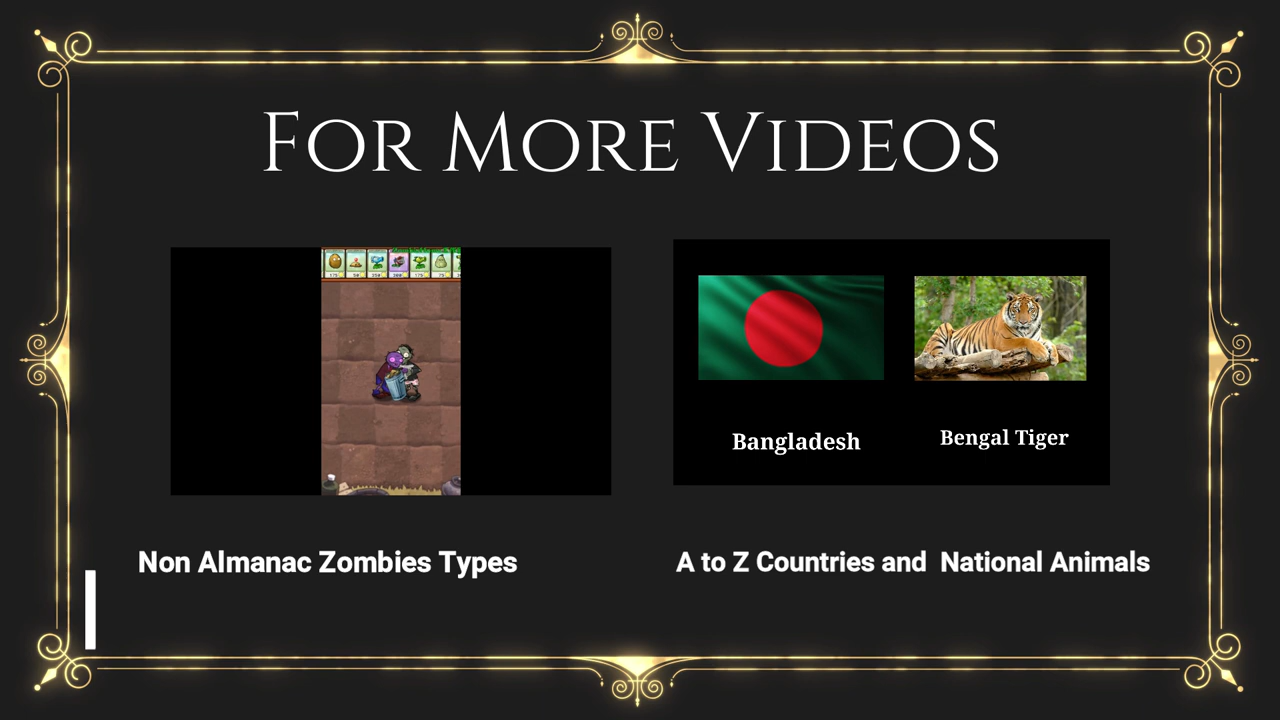 For More Videos
Bangladesh
Bengal Tiger
Non Almanac Zombies Types
A to Z Countries and National Animals